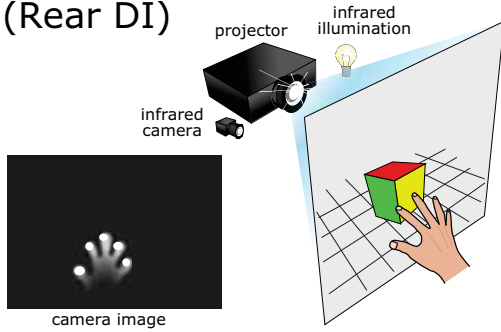 (Rear DI)
projector
infrared
illumination
infrared
camera
camera image